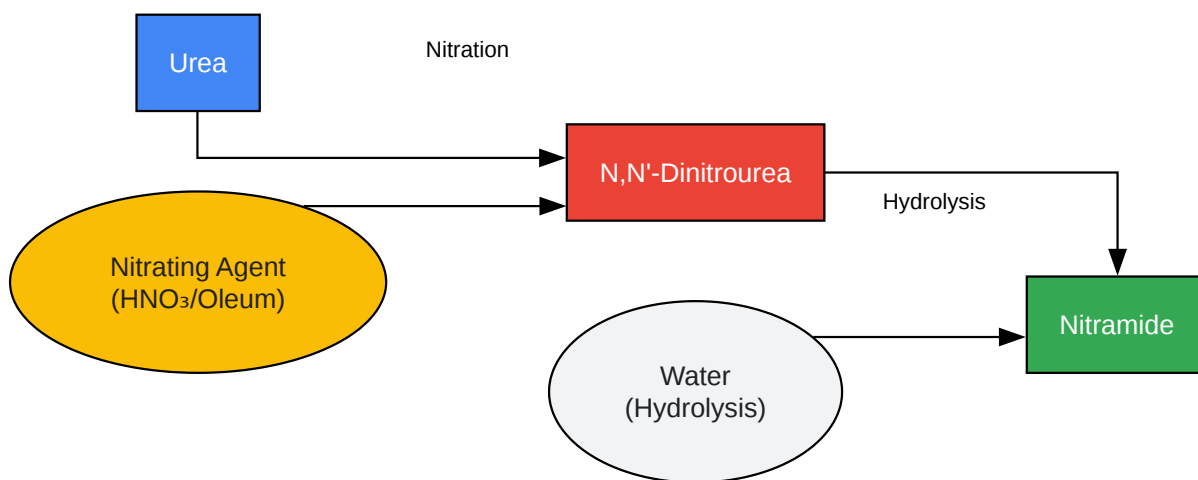 Urea
Nitration
N,N'-Dinitrourea
Hydrolysis
Nitrating Agent
(HNO₃/Oleum)
Nitramide
Water
(Hydrolysis)